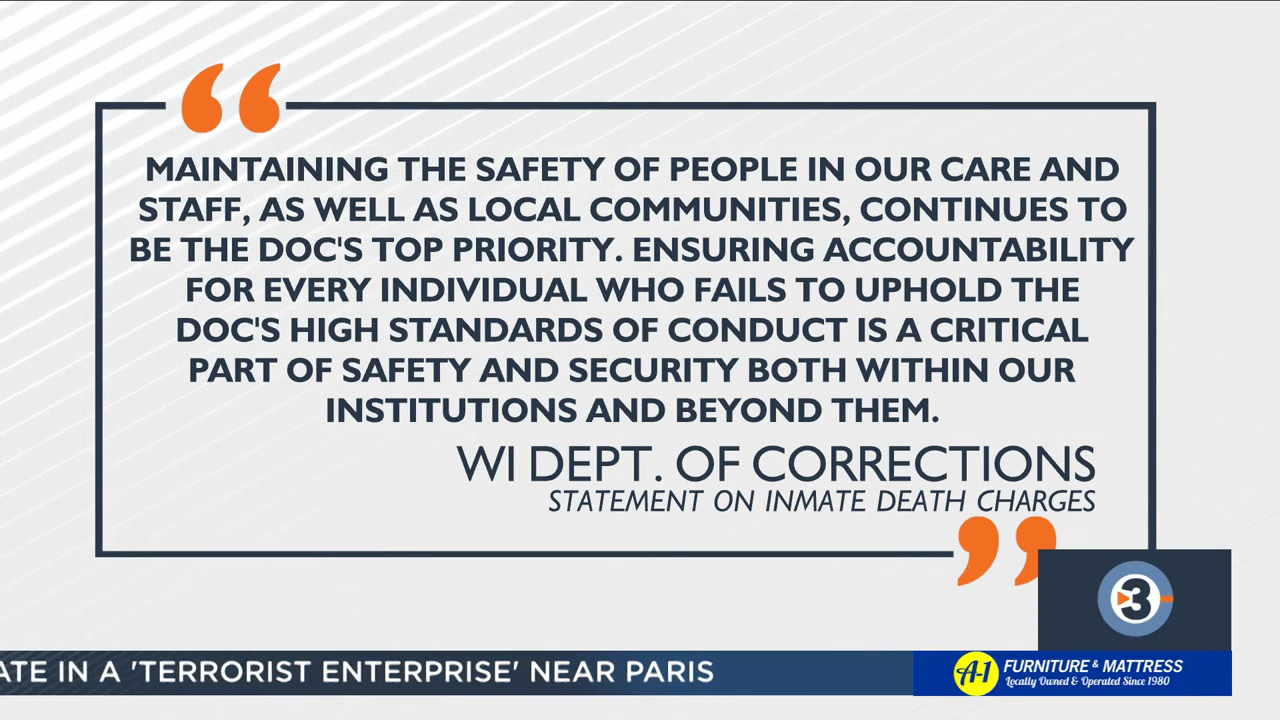 MAINTAINING THE SAFETY OF PEOPLE IN OUR CARE AND
STAFF, AS WELL AS LOCAL COMMUNITIES, CONTINUES TO
BE THE DOC'S TOP PRIORITY. ENSURING ACCOUNTABILITY
FOR EVERY INDIVIDUAL WHO FAILS TO UPHOLD THE
DOC'S HIGH STANDARDS OF CONDUCT IS A CRITICAL
PART OF SAFETY AND SECURITY BOTH WITHIN OUR
INSTITUTIONS AND BEYOND THEM.
WI DEPT. OF CORRECTIONS
STATEMENT ON INMATE DEATH CHARGES
3
ATE IN A 'TERRORIST ENTERPRISE' NEAR PARIS
A-1 FURNITURE & MATTRESS
Locally Owned & Operated Since 1980